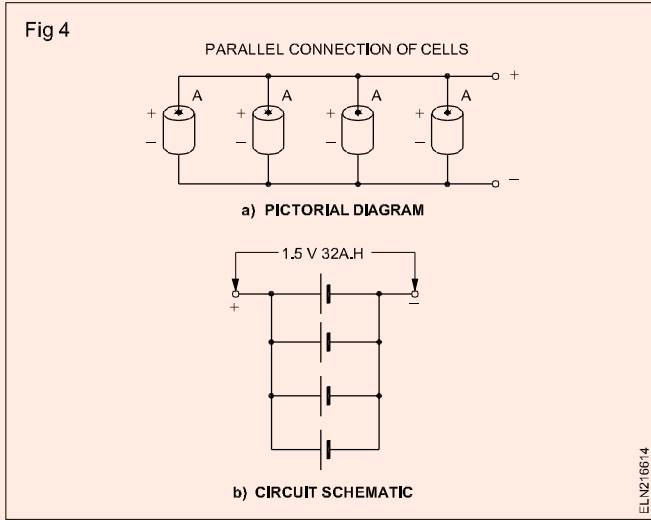 Fig 4
PARALLEL CONNECTION OF CELLS
+
A A A A
+ + + +
– – – –
–
a) PICTORIAL DIAGRAM
1.5 V 32A.H
+ –
b) CIRCUIT SCHEMATIC
ELN216614